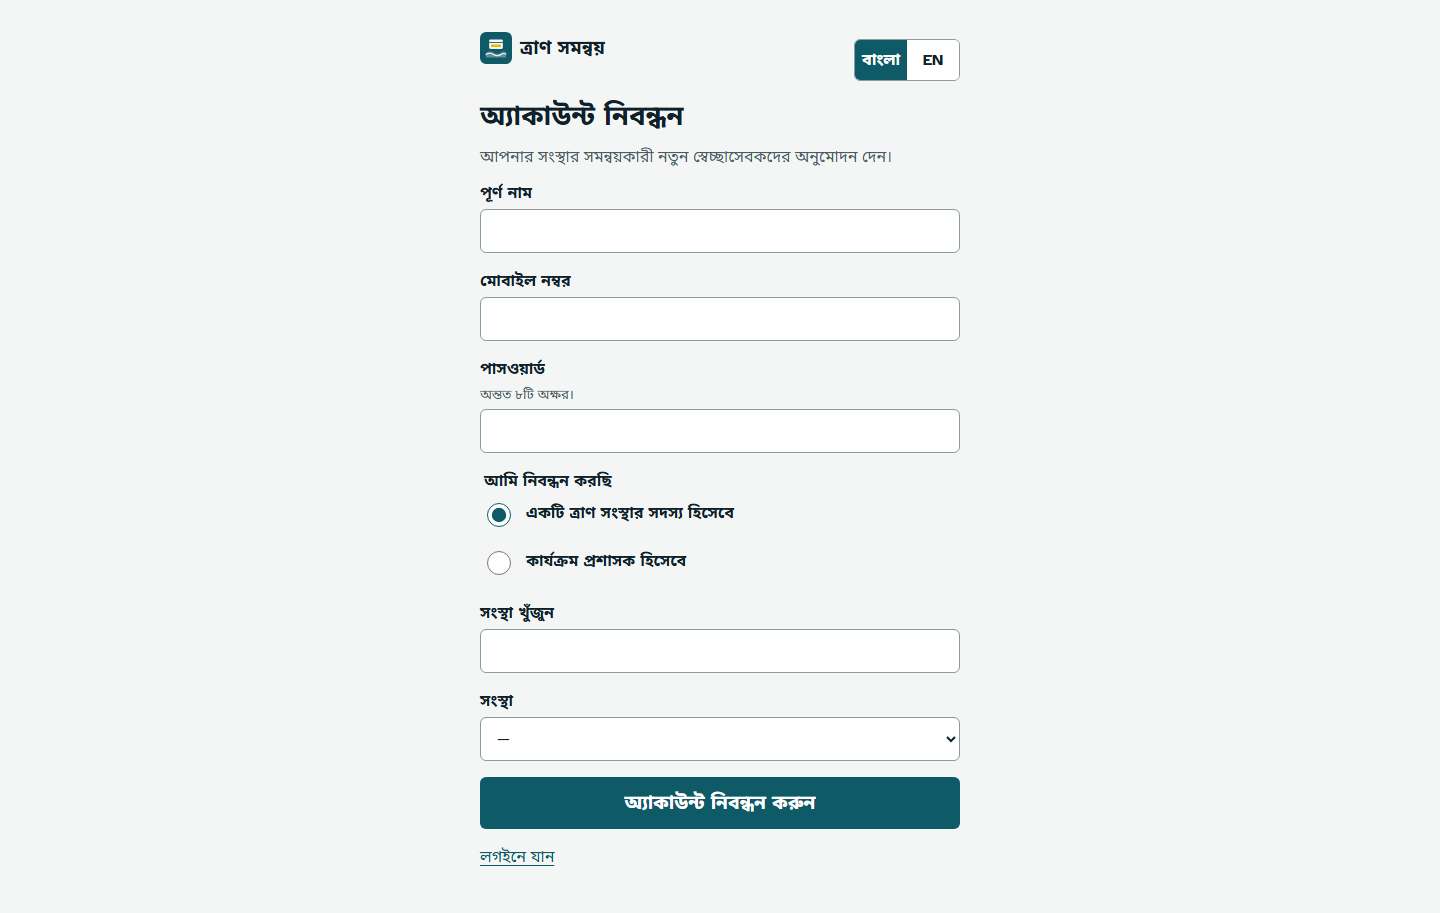 ত্রাণ সমন্বয়
বাংলা EN
অ্যাকাউন্ট নিবন্ধন
আপনার সংস্থার সমন্বয়কারী নতুন স্বেচ্ছাসেবকদের অনুমোদন দেন।
পূর্ণ নাম
মোবাইল নম্বর
পাসওয়ার্ড
অন্তত ৮টি অক্ষর।
আমি নিবন্ধন করছি
একটি ত্রাণ সংস্থার সদস্য হিসেবে
কার্যক্রম প্রশাসক হিসেবে
সংস্থা খুঁজুন
সংস্থা
—
অ্যাকাউন্ট নিবন্ধন করুন
লগইনে যান